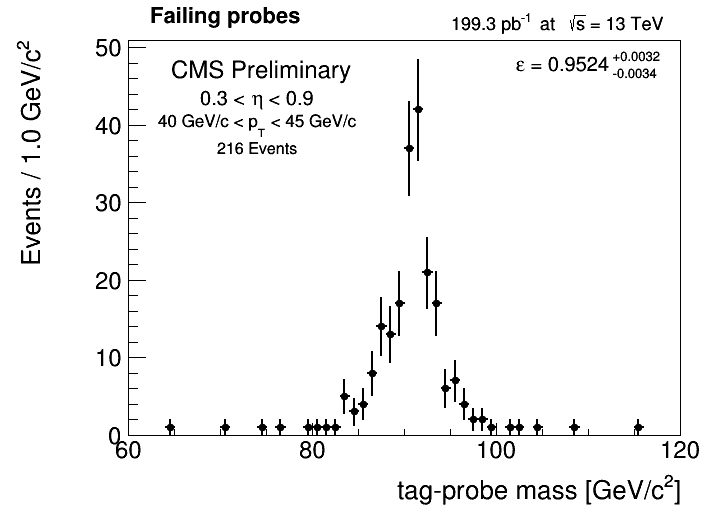 Failing probes
199.3 pb⁻¹ at √s = 13 TeV
CMS Preliminary
0.3 < η < 0.9
40 GeV/c < p_T < 45 GeV/c
216 Events
ε = 0.9524 +0.0032 -0.0034
Events / 1.0 GeV/c²
50
40
30
20
10
0
60 80 100 120
tag-probe mass [GeV/c²]